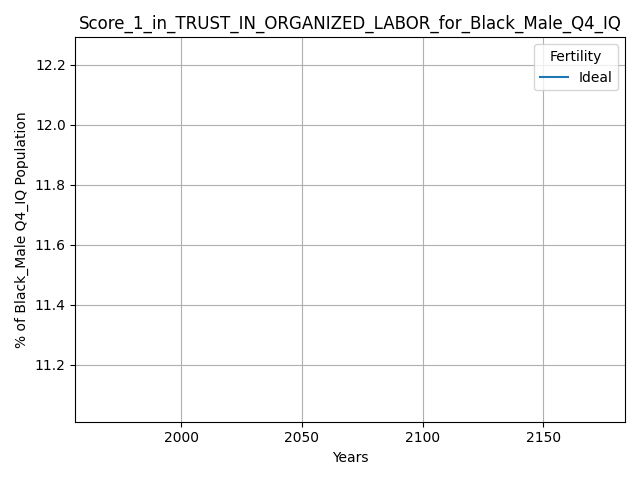 Score_1_in_TRUST_IN_ORGANIZED_LABOR_for_Black_Male_Q4_IQ
Fertility
Ideal
% of Black_Male Q4_IQ Population
12.2
12.0
11.8
11.6
11.4
11.2
2000 2050 2100 2150
Years